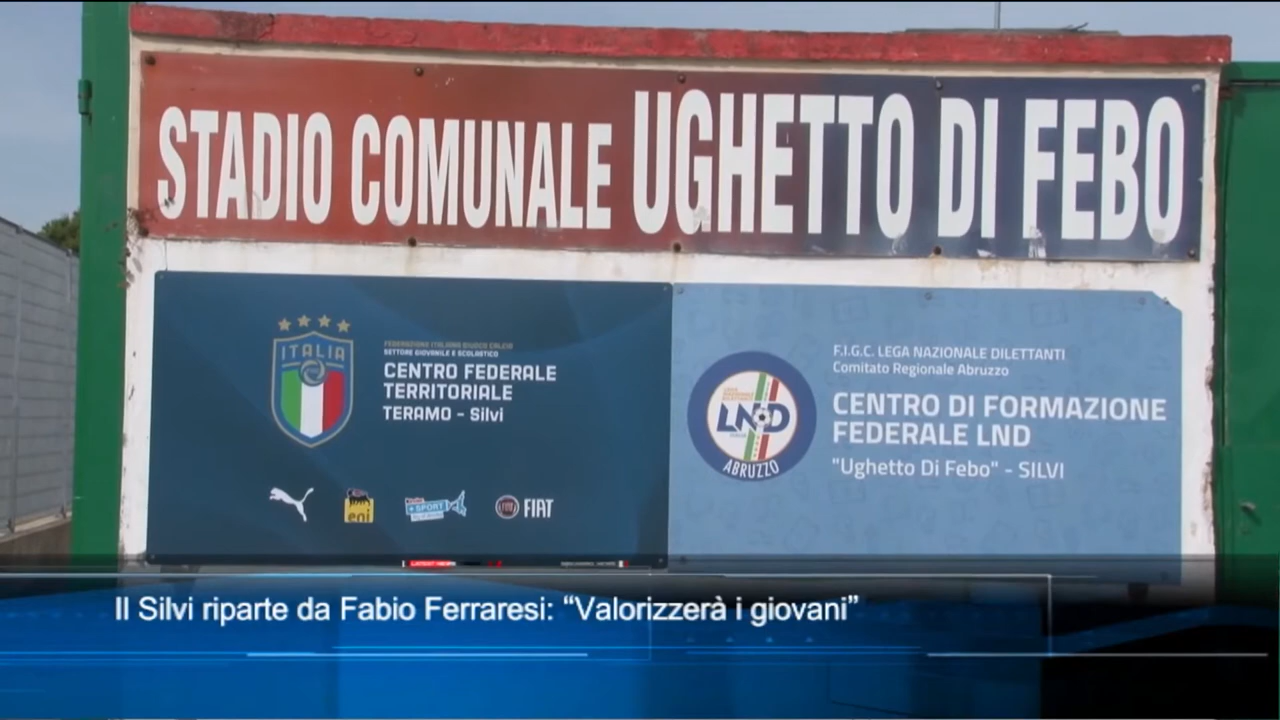 STADIO COMUNALE UGHETTO DI FEBO
ITALIA
FEDERAZIONE ITALIANA GIUOCO CALCIO
SETTORE GIOVANILE E SCOLASTICO
CENTRO FEDERALE
TERRITORIALE
TERAMO - Silvi
eni
SPORT
FIAT
F.I.G.C. LEGA NAZIONALE DILETTANTI
Comitato Regionale Abruzzo
LND
ABRUZZO
CENTRO DI FORMAZIONE
FEDERALE LND
"Ughetto Di Febo" - SILVI
Il Silvi riparte da Fabio Ferraresi: “Valorizzerà i giovani”